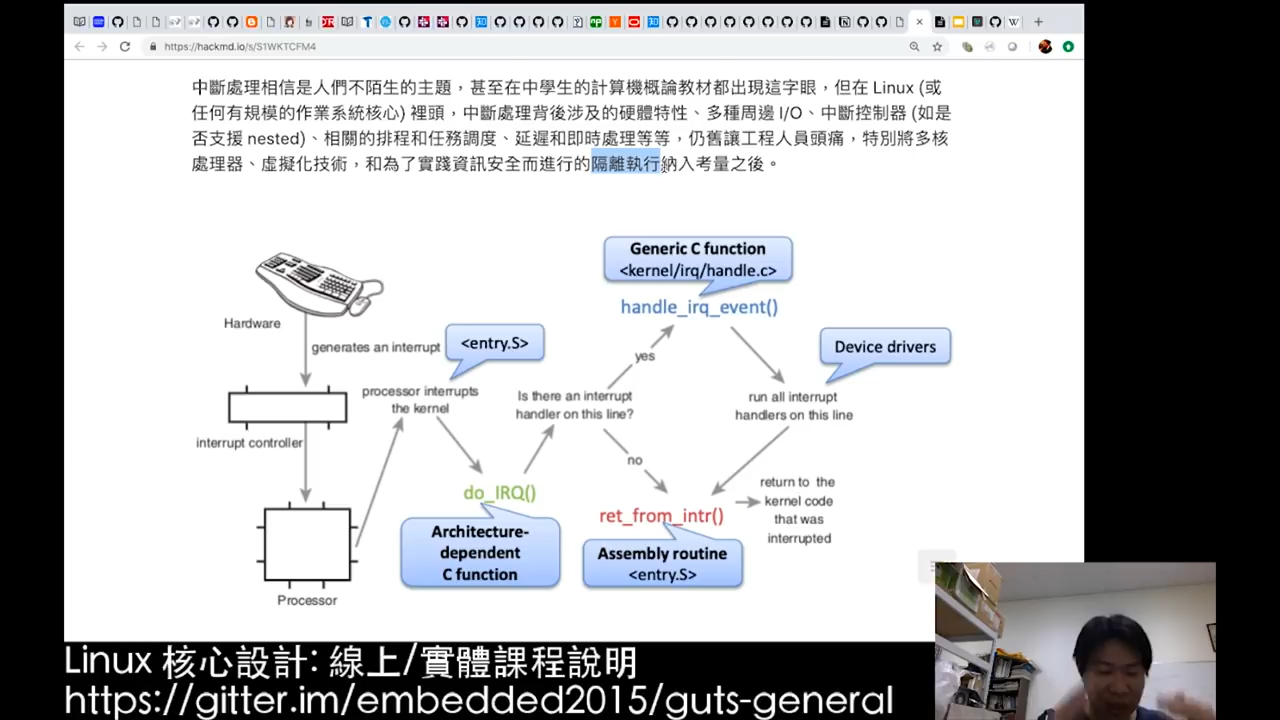 https://hackmd.io/s/S1WKTCFM4
中斷處理相信是人們不陌生的主題，甚至在中學生的計算機概論教材都出現這字眼，但在 Linux (或
任何有規模的作業系統核心) 裡頭，中斷處理背後涉及的硬體特性、多種周邊 I/O、中斷控制器 (如是
否支援 nested)、相關的排程和任務調度、延遲和即時處理等等，仍舊讓工程人員頭痛，特別將多核
處理器、虛擬化技術，和為了實踐資訊安全而進行的隔離執行納入考量之後。
Generic C function
<kernel/irq/handle.c>
handle_irq_event()
Hardware
generates an interrupt
<entry.S>
Device drivers
processor interrupts
the kernel
Is there an interrupt
handler on this line?
yes
run all interrupt
handlers on this line
interrupt controller
no
do_IRQ()
ret_from_intr()
return to the
kernel code
that was
interrupted
Architecture-
dependent
C function
Assembly routine
<entry.S>
Processor
Linux 核心設計: 線上/實體課程說明
https://gitter.im/embedded2015/guts-general